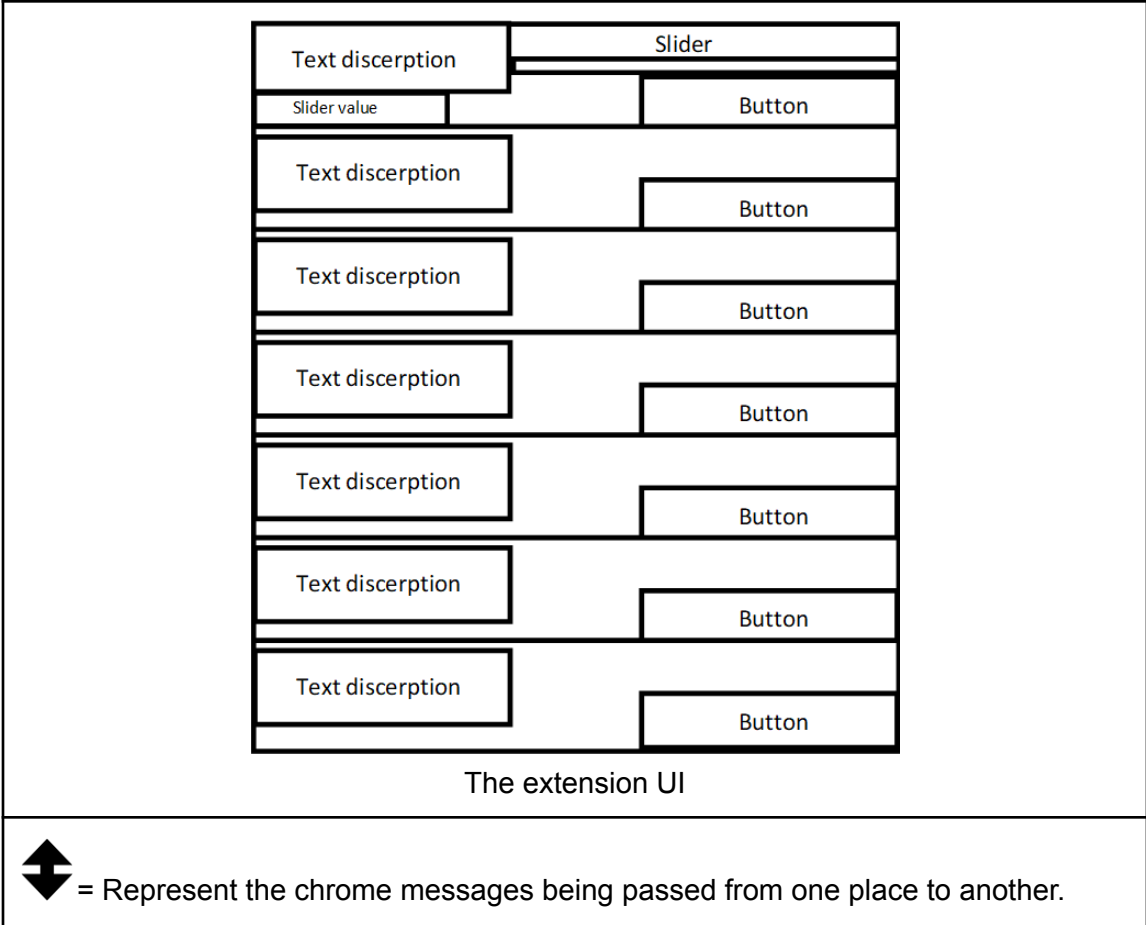 Text discerption
Slider
Slider value
Button
Text discerption
Button
Text discerption
Button
Text discerption
Button
Text discerption
Button
Text discerption
Button
Text discerption
Button
The extension UI
= Represent the chrome messages being passed from one place to another.